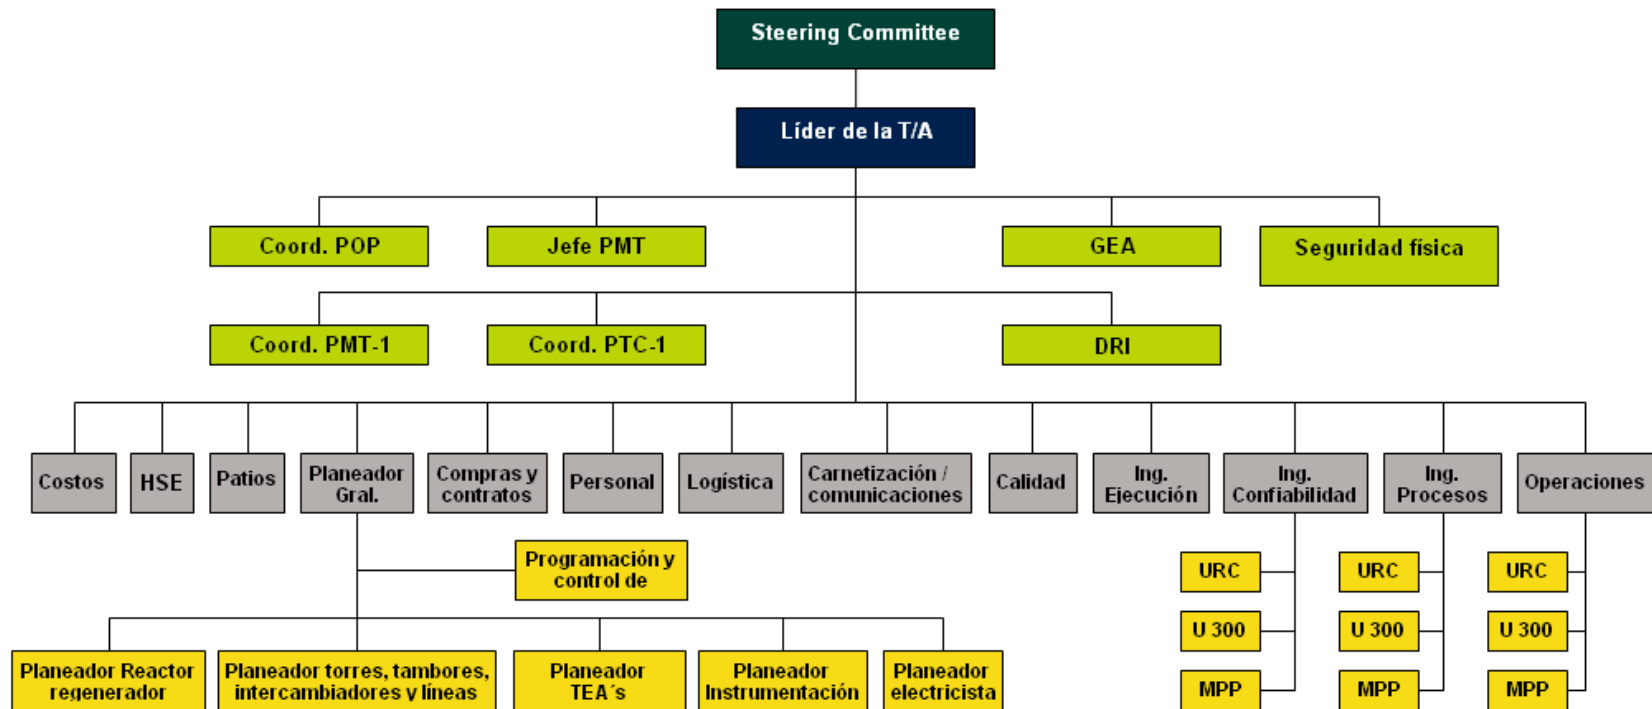 Steering Committee
Líder de la T/A
Coord. POP
Jefe PMT
GEA
Seguridad física
Coord. PMT-1
Coord. PTC-1
DRI
Costos
HSE
Patios
Planeador
Gral.
Compras y
contratos
Personal
Logística
Carnetización /
comunicaciones
Calidad
Ing.
Ejecución
Ing.
Confiabilidad
Ing.
Procesos
Operaciones
Programación y
control de
URC
URC
URC
U 300
U 300
U 300
Planeador Reactor
regenerador
Planeador torres, tambores,
intercambiadores y líneas
Planeador
TEA´s
Planeador
Instrumentación
Planeador
electricista
MPP
MPP
MPP